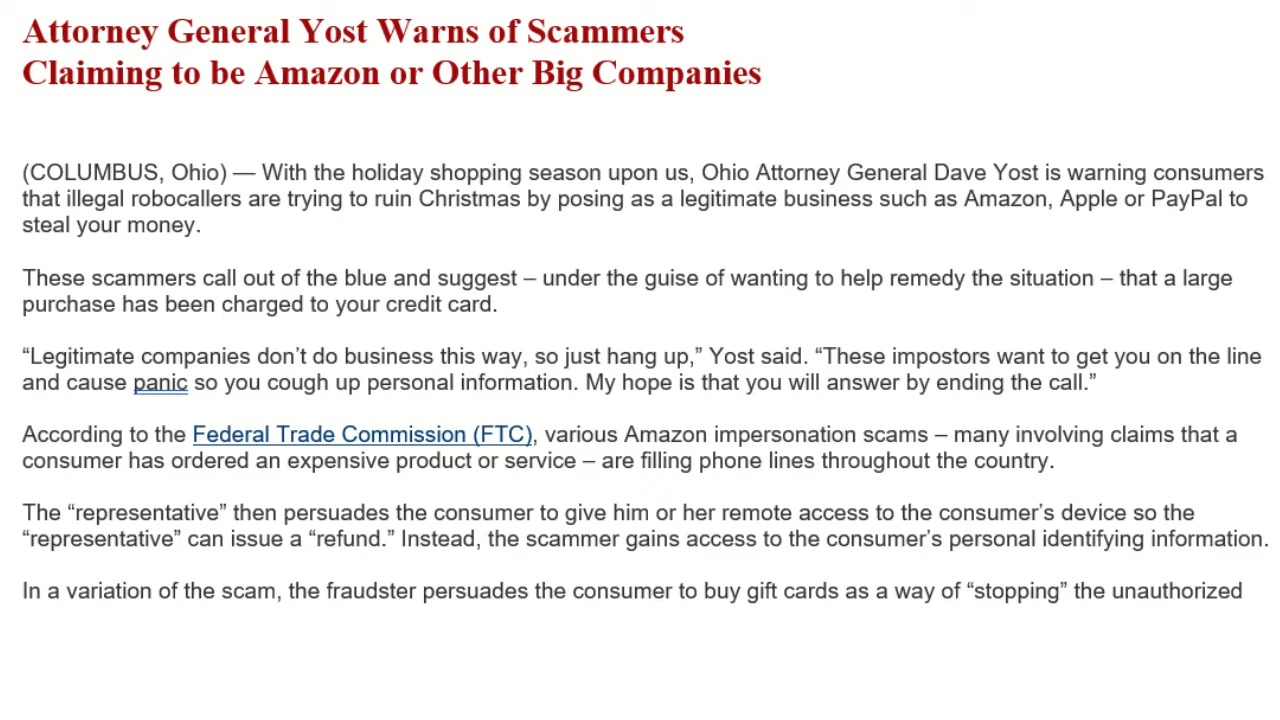 Attorney General Yost Warns of Scammers
Claiming to be Amazon or Other Big Companies
(COLUMBUS, Ohio) — With the holiday shopping season upon us, Ohio Attorney General Dave Yost is warning consumers
that illegal robocallers are trying to ruin Christmas by posing as a legitimate business such as Amazon, Apple or PayPal to
steal your money.
These scammers call out of the blue and suggest – under the guise of wanting to help remedy the situation – that a large
purchase has been charged to your credit card.
“Legitimate companies don’t do business this way, so just hang up,” Yost said. “These impostors want to get you on the line
and cause panic so you cough up personal information. My hope is that you will answer by ending the call.”
According to the Federal Trade Commission (FTC), various Amazon impersonation scams – many involving claims that a
consumer has ordered an expensive product or service – are filling phone lines throughout the country.
The “representative” then persuades the consumer to give him or her remote access to the consumer’s device so the
“representative” can issue a “refund.” Instead, the scammer gains access to the consumer’s personal identifying information.
In a variation of the scam, the fraudster persuades the consumer to buy gift cards as a way of “stopping” the unauthorized